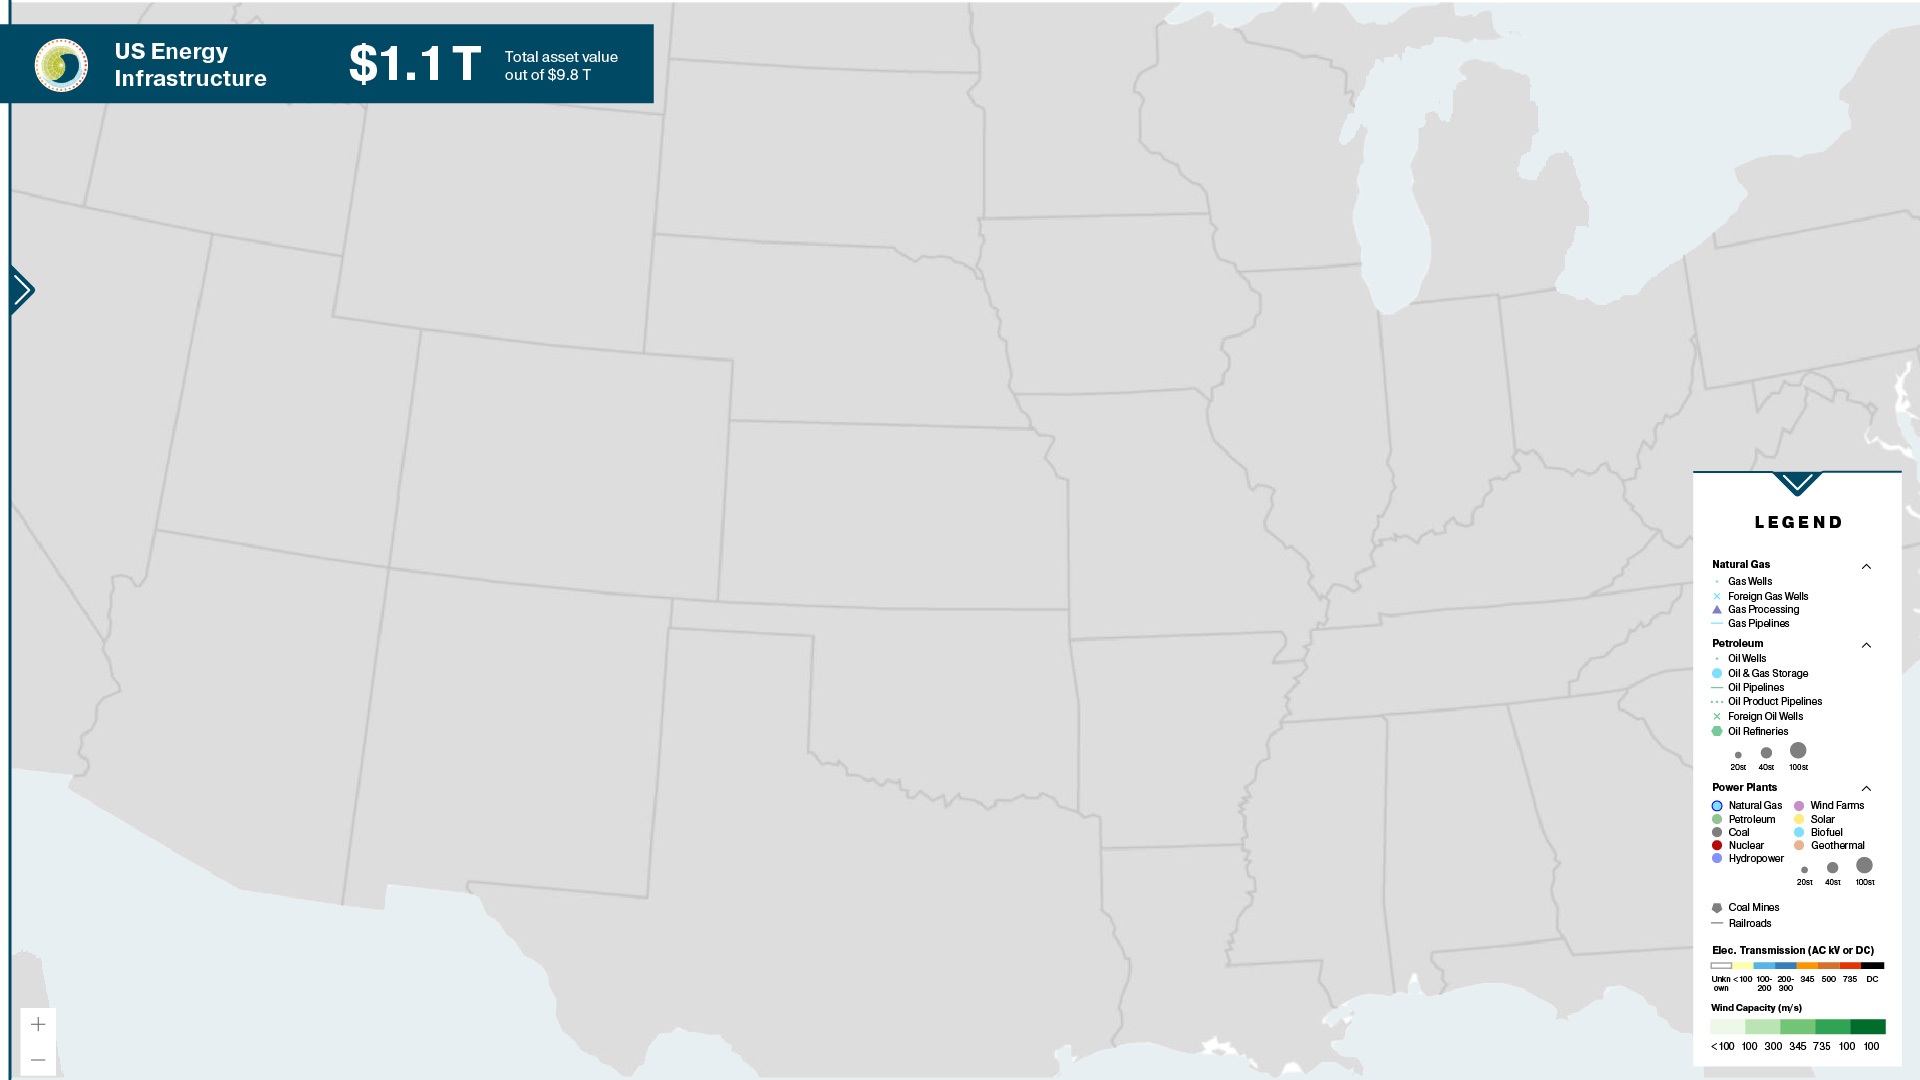 US Energy
Infrastructure
$1.1 T
Total asset value
out of $9.8 T
LEGEND
Natural Gas
Gas Wells
Foreign Gas Wells
Gas Processing
Gas Pipelines
Petroleum
Oil Wells
Oil & Gas Storage
Oil Pipelines
Oil Product Pipelines
Foreign Oil Wells
Oil Refineries
20st 40st 100st
Power Plants
Natural Gas Wind Farms
Petroleum Solar
Coal Biofuel
Nuclear Geothermal
Hydropower
20st 40st 100st
Coal Mines
Railroads
Elec. Transmission (AC kV or DC)
Unkn <100 100- 200- 345 500 735 DC
own 200 300
Wind Capacity (m/s)
<100 100 300 345 735 100 100